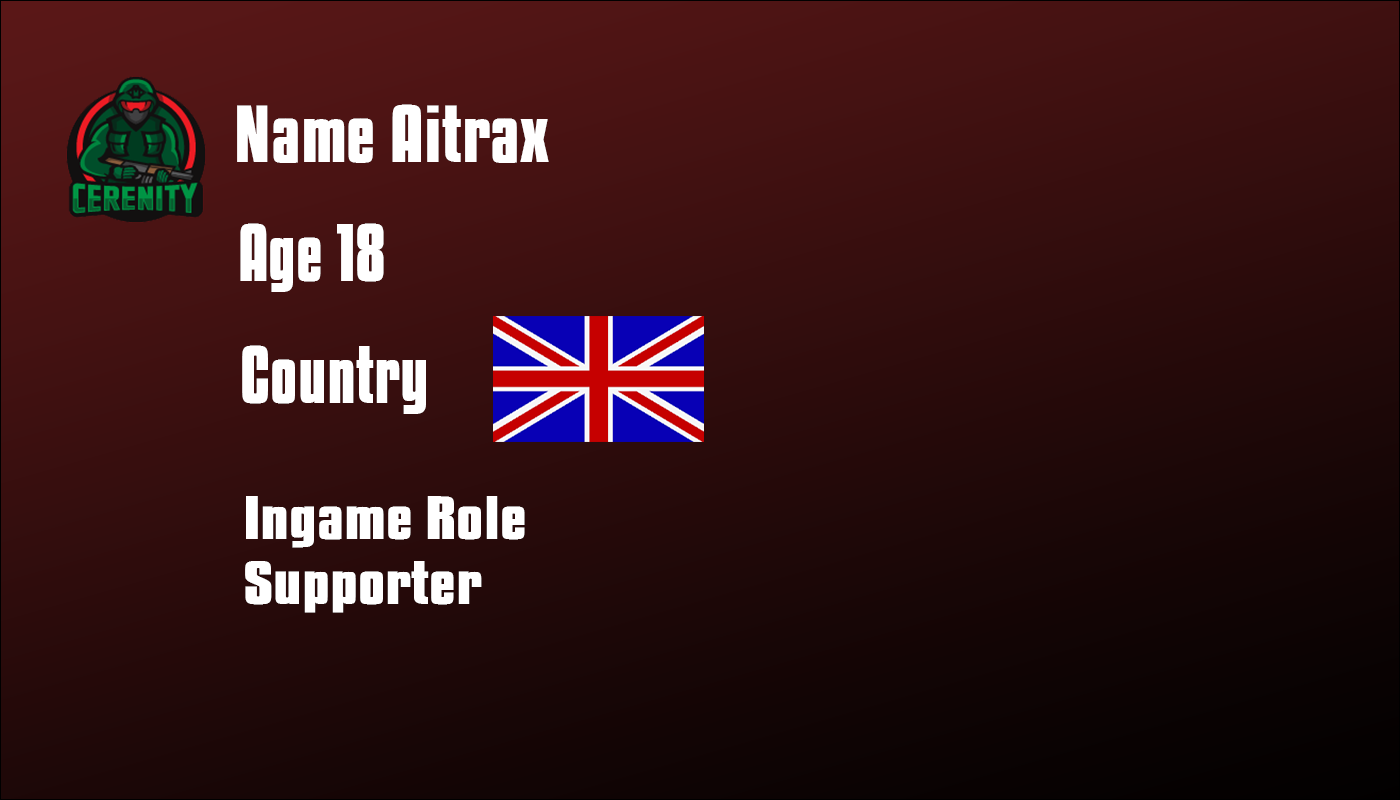 CERENITY
Name Aitrax
Age 18
Country
Ingame Role
Supporter